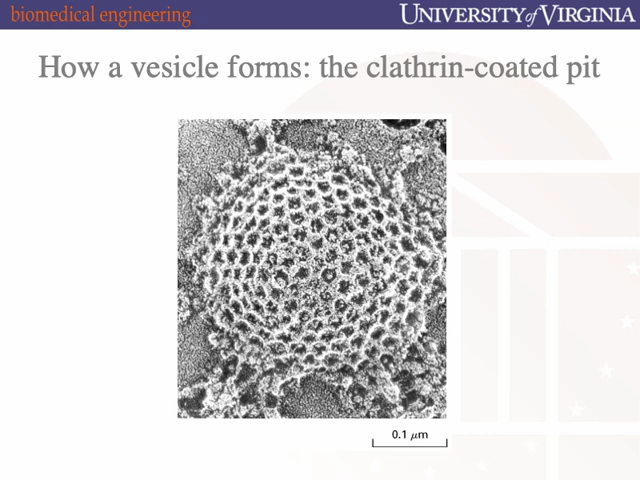 biomedical engineering
UNIVERSITY of VIRGINIA
How a vesicle forms: the clathrin-coated pit
0.1 μm